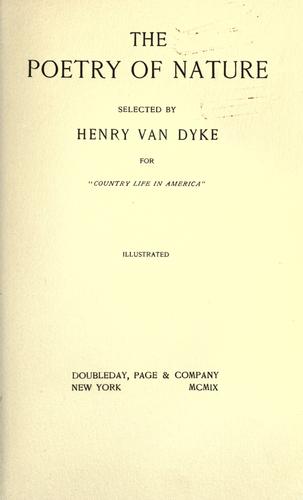 THE
POETRY OF NATURE
SELECTED BY
HENRY VAN DYKE
FOR
"COUNTRY LIFE IN AMERICA"
ILLUSTRATED
DOUBLEDAY, PAGE & COMPANY
NEW YORK MCMIX